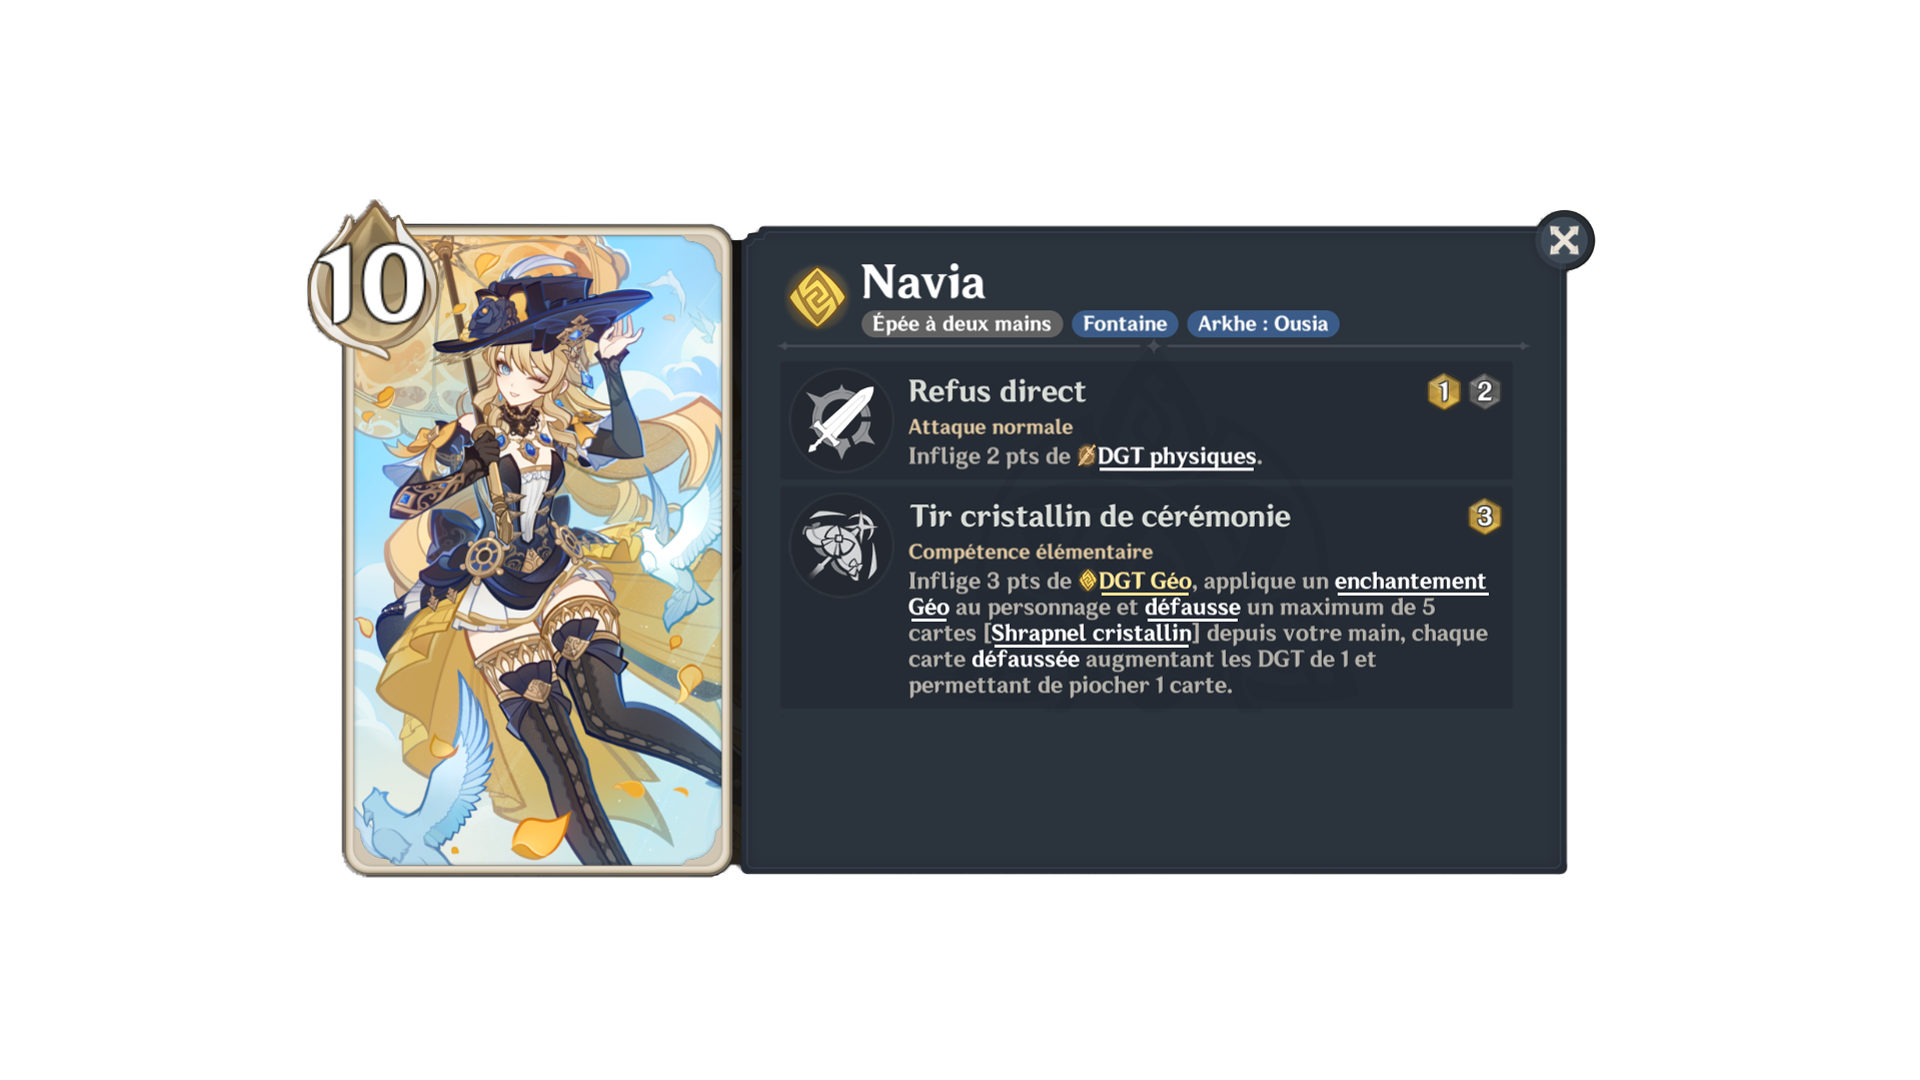 10
Navia
Épée à deux mains Fontaine Arkhe : Ousia
Refus direct 1 2
Attaque normale
Inflige 2 pts de DGT physiques.
Tir cristallin de cérémonie 3
Compétence élémentaire
Inflige 3 pts de DGT Géo, applique un enchantement
Géo au personnage et défausse un maximum de 5
cartes [Shrapnel cristallin] depuis votre main, chaque
carte défaussée augmentant les DGT de 1 et
permettant de piocher 1 carte.